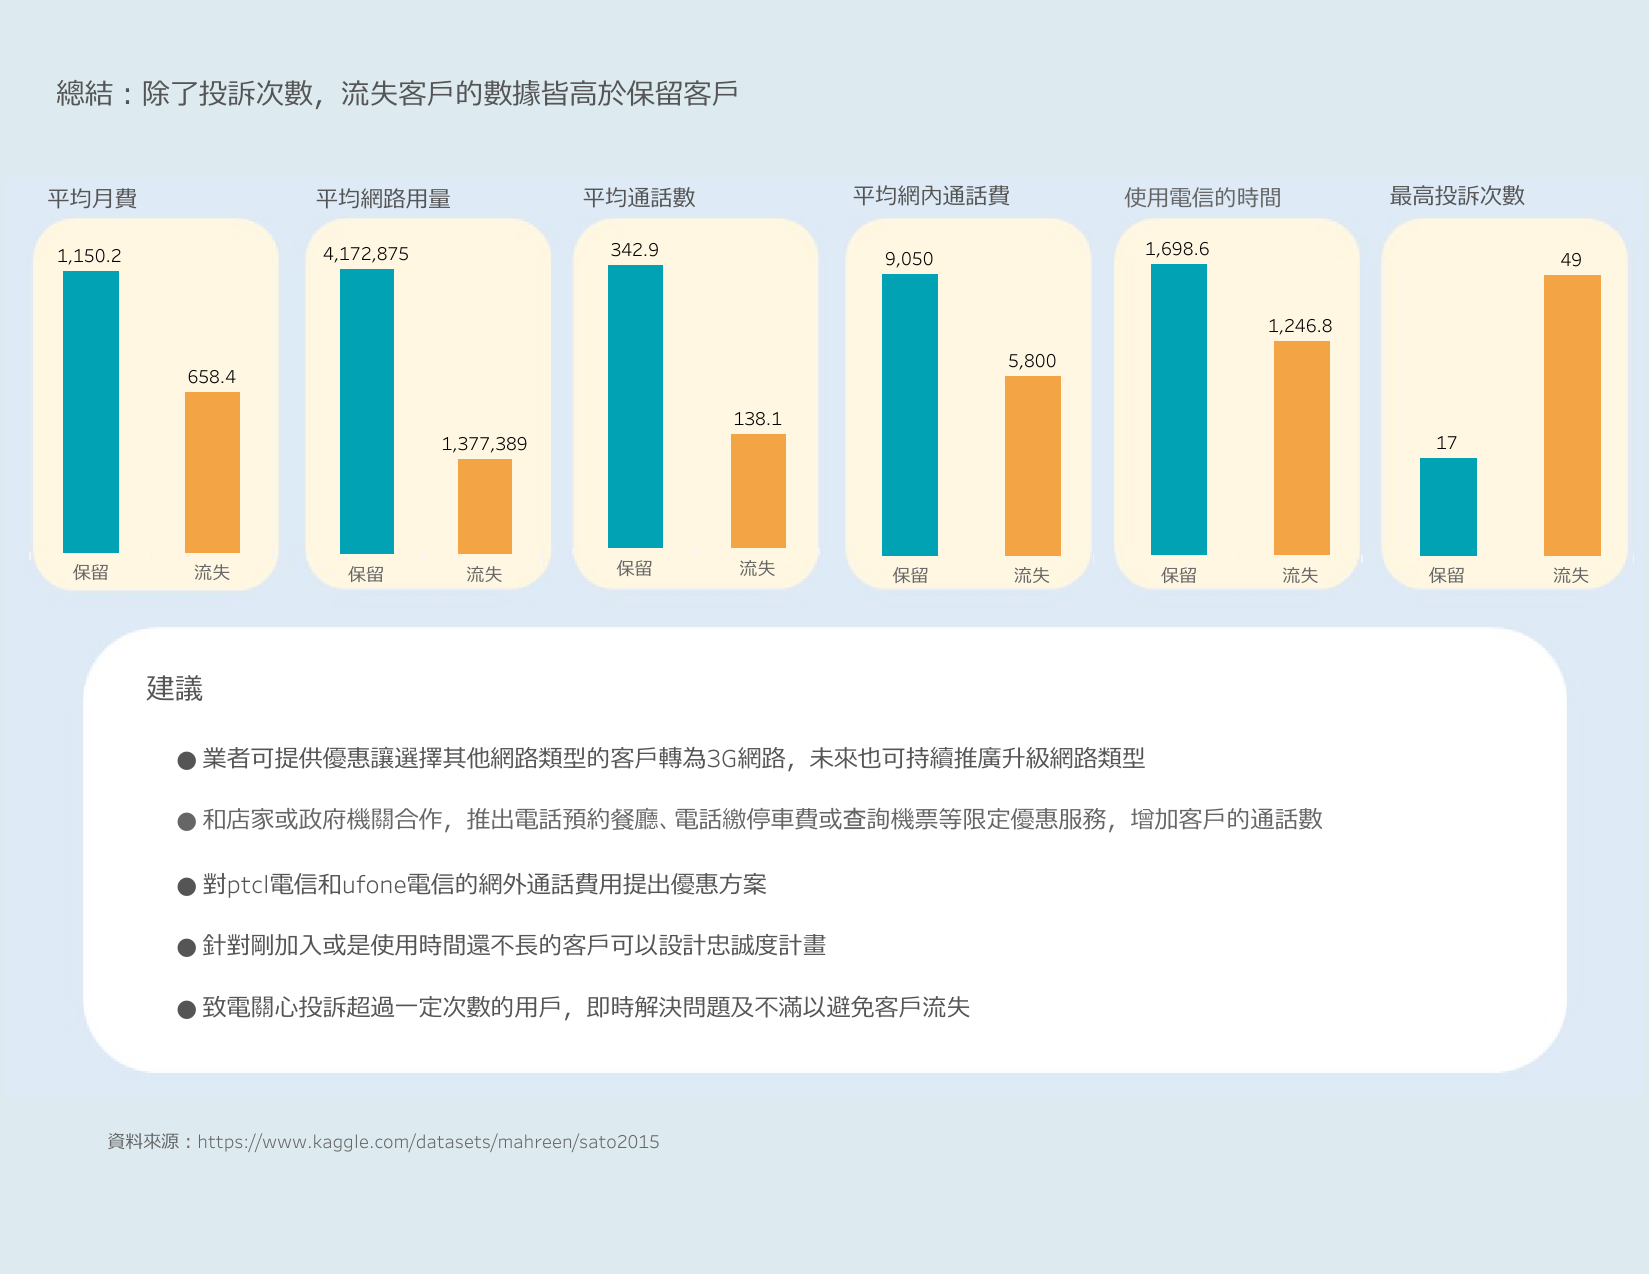 總結：除了投訴次數，流失客戶的數據皆高於保留客戶
平均月費
1,150.2
658.4
保留
流失
平均網路用量
4,172,875
1,377,389
保留
流失
平均通話數
342.9
138.1
保留
流失
平均網內通話費
9,050
5,800
保留
流失
使用電信的時間
1,698.6
1,246.8
保留
流失
最高投訴次數
49
17
保留
流失
建議
● 業者可提供優惠讓選擇其他網路類型的客戶轉為3G網路，未來也可持續推廣升級網路類型
● 和店家或政府機關合作，推出電話預約餐廳、電話繳停車費或查詢機票等限定優惠服務，增加客戶的通話數
● 對ptcl電信和ufone電信的網外通話費用提出優惠方案
● 針對剛加入或是使用時間還不長的客戶可以設計忠誠度計畫
● 致電關心投訴超過一定次數的用戶，即時解決問題及不滿以避免客戶流失
資料來源：https://www.kaggle.com/datasets/mahreen/sato2015